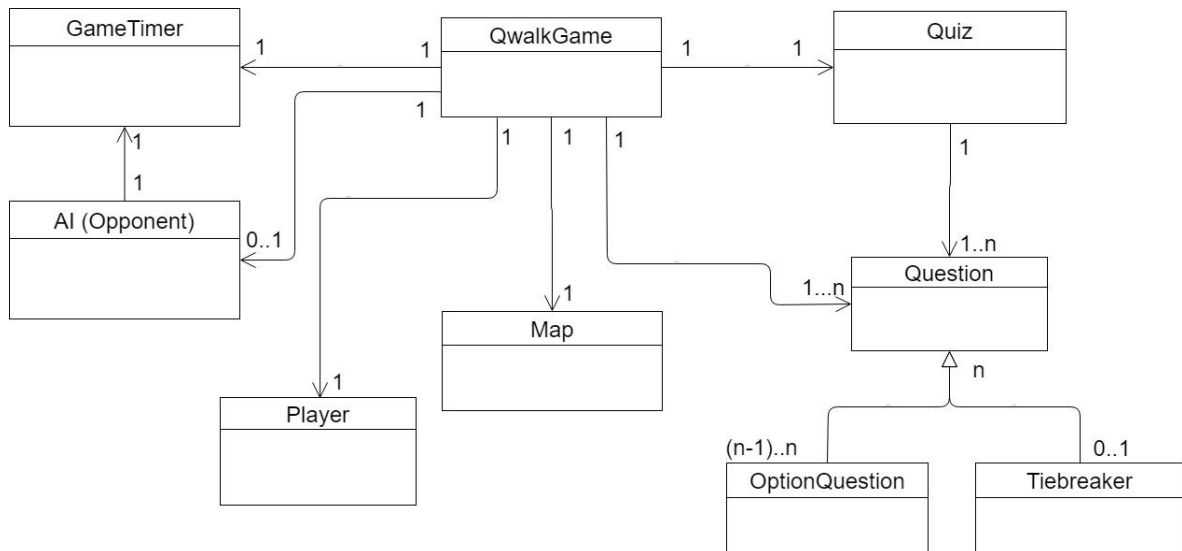 GameTimer
QwalkGame
Quiz
1
1
1
1
1
1
1
1
1
1
1
AI (Opponent)
0..1
1..n
Question
1...n
1
Map
1
Player
n
(n-1)..n
0..1
OptionQuestion
Tiebreaker